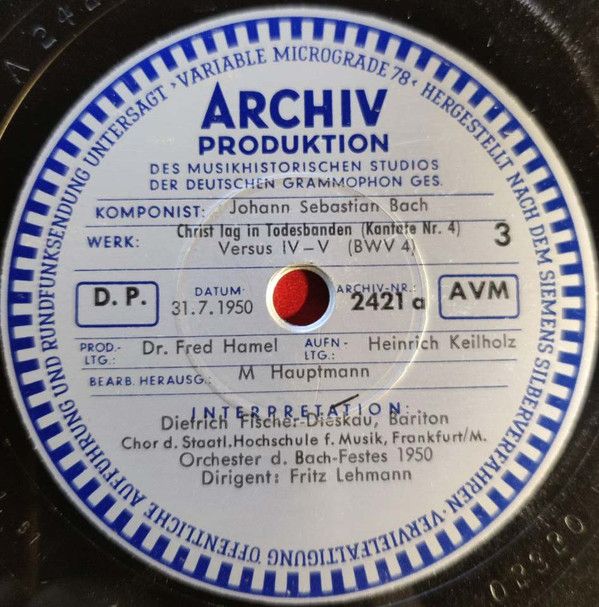 VARIABLE MICROGRADE 78 · HERGESTELLT NACH DEM SIEMENS SILBERVERFAHREN · VERVIELFÄLTIGUNG ÖFFENTLICHE AUFFÜHRUNG UND RUNDFUNKSENDUNG UNTERSAGT ·
ARCHIV
PRODUKTION
DES MUSIKHISTORISCHEN STUDIOS
DER DEUTSCHEN GRAMMOPHON GES.
KOMPONIST: Johann Sebastian Bach
WERK: Christ lag in Todesbanden (Kantate Nr. 4) 3
Versus IV – V (BWV 4)
D. P. DATUM: 31.7.1950 ARCHIV-NR.: 2421 a AVM
PROD.-LTG.: Dr. Fred Hamel AUFN-LTG.: Heinrich Keilholz
BEARB. HERAUSG.: M Hauptmann
INTERPRETATION:
Dietrich Fischer-Dieskau, Bariton
Chor d. Staatl. Hochschule f. Musik, Frankfurt/M.
Orchester d. Bach-Festes 1950
Dirigent: Fritz Lehmann